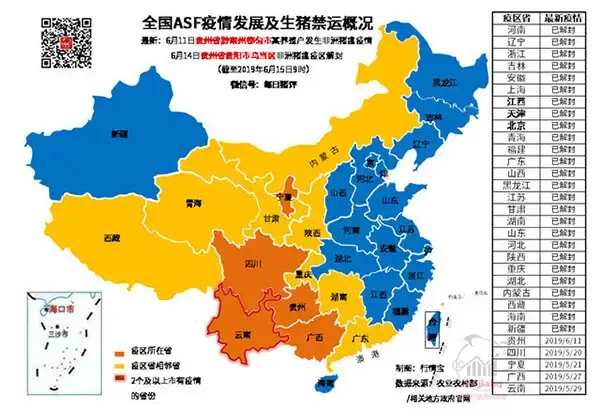 全国ASF疫情发展及生猪禁运概况
最新：6月11日贵州省黔南州都匀市某养殖户发生非洲猪瘟疫情
6月14日贵州省贵阳市乌当区非洲猪瘟疫区解封
(截至2019年6月15日9时)
微信号：每日猪评
疫区省 最新疫情
河南 已解封
辽宁 已解封
浙江 已解封
吉林 已解封
安徽 已解封
上海 已解封
江西 已解封
天津 已解封
北京 已解封
青海 已解封
福建 已解封
广东 已解封
山西 已解封
黑龙江 已解封
江苏 已解封
甘肃 已解封
湖南 已解封
山东 已解封
河北 已解封
陕西 已解封
重庆 已解封
湖北 已解封
内蒙古 已解封
西藏 已解封
海南 已解封
新疆 已解封
贵州 2019/6/11
四川 2019/5/20
宁夏 2019/5/21
广西 2019/5/27
云南 2019/5/29
黑龙江
吉林
辽宁
内蒙古
新疆
河北
山西
山东
宁夏
青海
甘肃
陕西
河南
江苏
西藏
四川
重庆
湖北
安徽
浙江
贵州
湖南
江西
福建
云南
广西
广东
台湾
港
澳
海南
海口市
三沙市
疫区所在省
疫区省相邻省
2个及以上市有疫情
的省份
制图：行情宝
数据来源：农业农村部
/相关地方政府官网